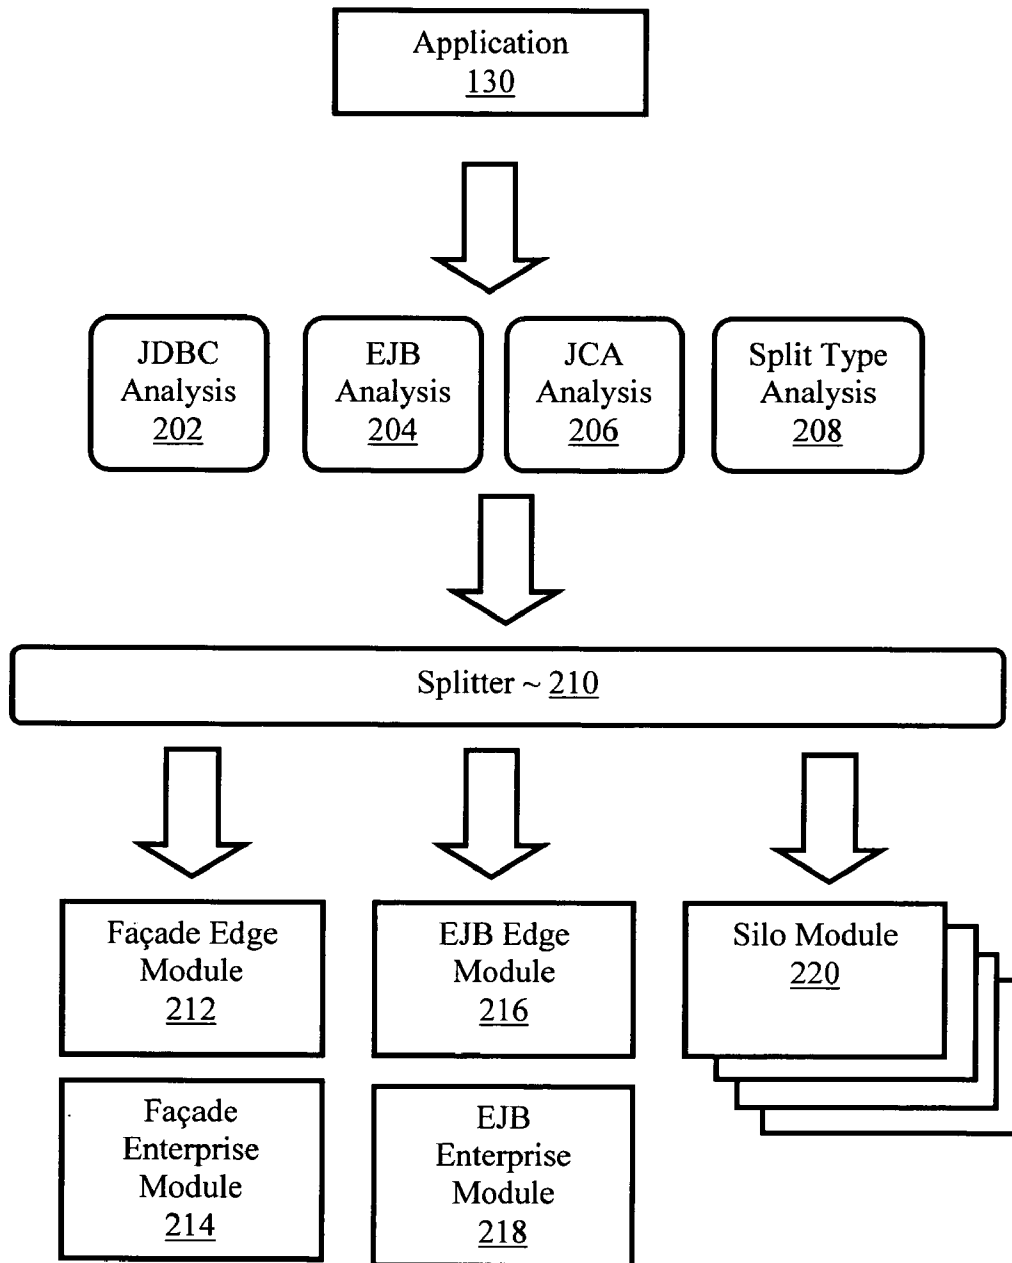 Application
130
JDBC
Analysis
202
EJB
Analysis
204
JCA
Analysis
206
Split Type
Analysis
208
Splitter ~ 210
Façade Edge
Module
212
EJB Edge
Module
216
Silo Module
220
Façade
Enterprise
Module
214
EJB
Enterprise
Module
218